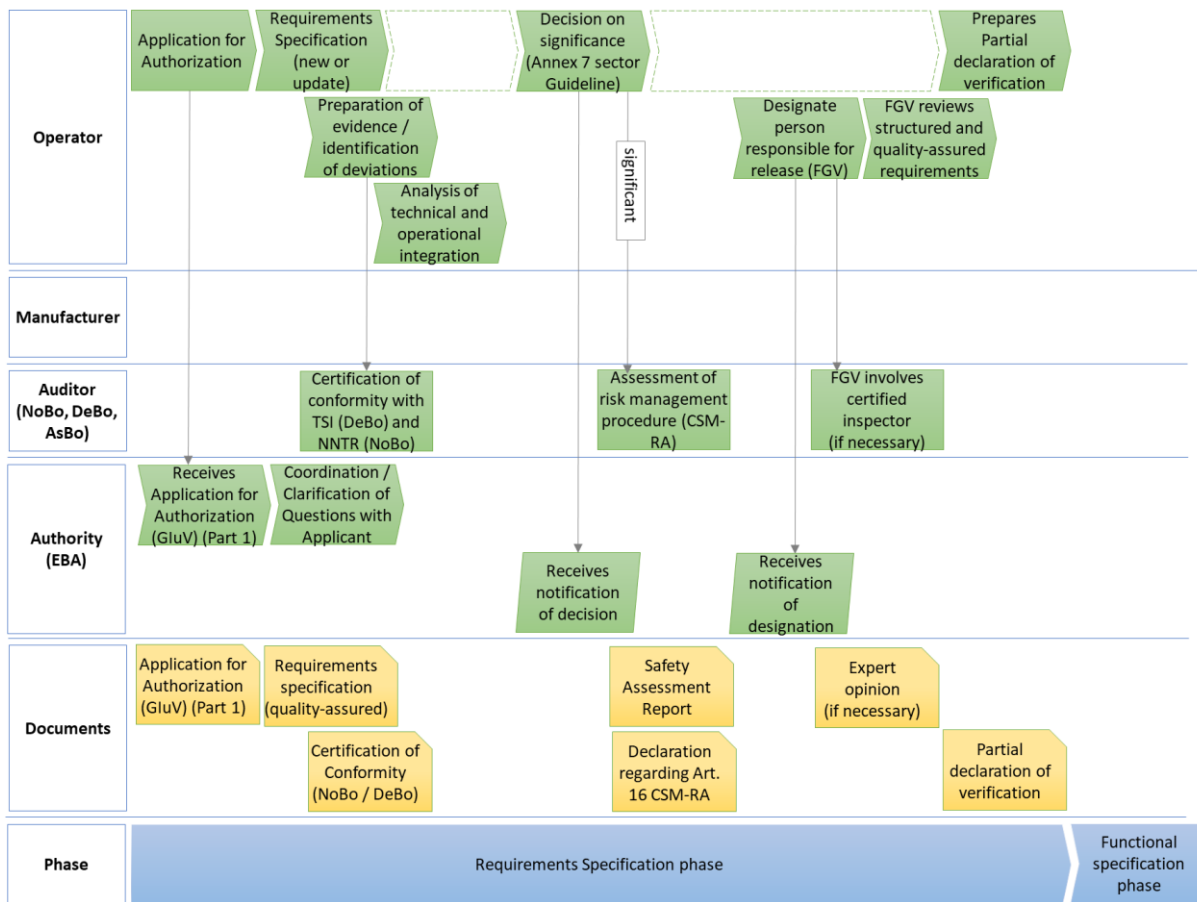 Operator
Application for
Authorization
Requirements
Specification
(new or
update)
Decision on
significance
(Annex 7 sector
Guideline)
Prepares
Partial
declaration of
verification
Preparation of
evidence /
identification
of deviations
Analysis of
technical and
operational
integration
significant
Designate
person
responsible for
release (FGV)
FGV reviews
structured and
quality-assured
requirements
Manufacturer
Auditor
(NoBo, DeBo,
AsBo)
Certification of
conformity with
TSI (DeBo) and
NNTR (NoBo)
Assessment of
risk management
procedure (CSM-
RA)
FGV involves
certified
inspector
(if necessary)
Authority
(EBA)
Receives
Application for
Authorization
(GIuV) (Part 1)
Coordination /
Clarification of
Questions with
Applicant
Receives
notification
of decision
Receives
notification
of
designation
Documents
Application for
Authorization
(GIuV) (Part 1)
Requirements
specification
(quality-assured)
Certification of
Conformity
(NoBo / DeBo)
Safety
Assessment
Report
Declaration
regarding Art.
16 CSM-RA
Expert
opinion
(if necessary)
Partial
declaration of
verification
Phase
Requirements Specification phase
Functional
specification
phase